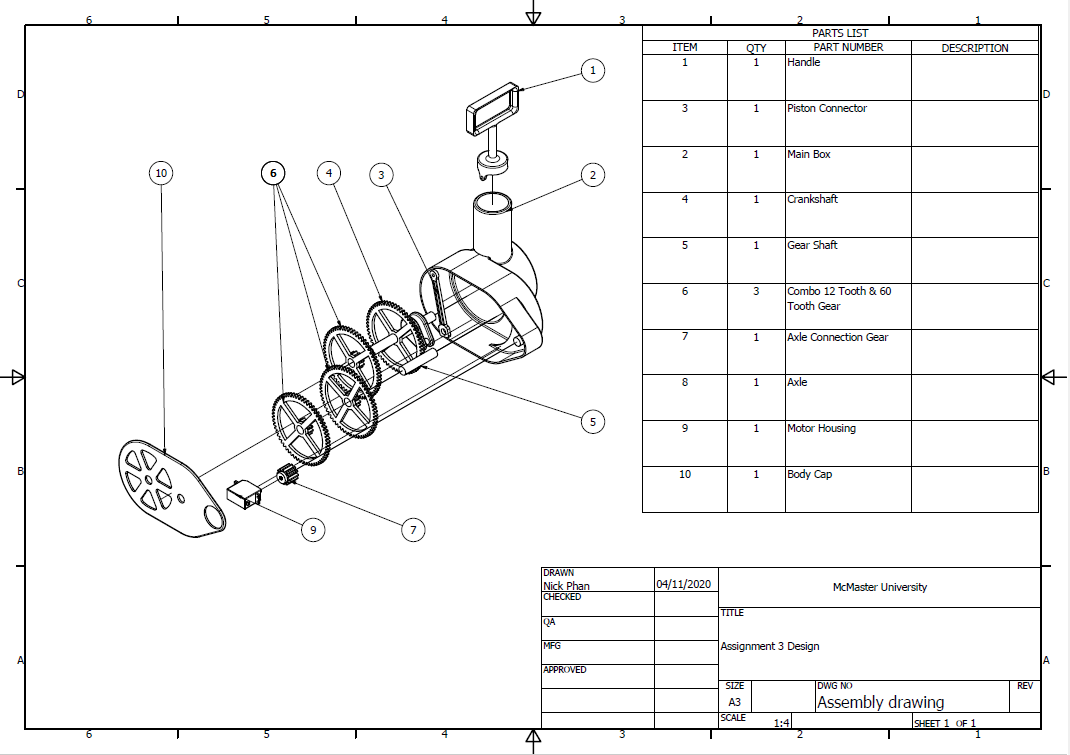 6 5 4 3 2 1
D
D
C
C
B
B
A
A
1
10
6
4
3
2
5
9
7
PARTS LIST
ITEM QTY PART NUMBER DESCRIPTION
1 1 Handle
3 1 Piston Connector
2 1 Main Box
4 1 Crankshaft
5 1 Gear Shaft
6 3 Combo 12 Tooth & 60
Tooth Gear
7 1 Axle Connection Gear
8 1 Axle
9 1 Motor Housing
10 1 Body Cap
DRAWN
Nick Phan 04/11/2020
CHECKED
QA
MFG
APPROVED
McMaster University
TITLE
Assignment 3 Design
SIZE
A3
DWG NO
Assembly drawing
REV
SCALE
1:4
SHEET 1 OF 1
6 5 4 3 2 1